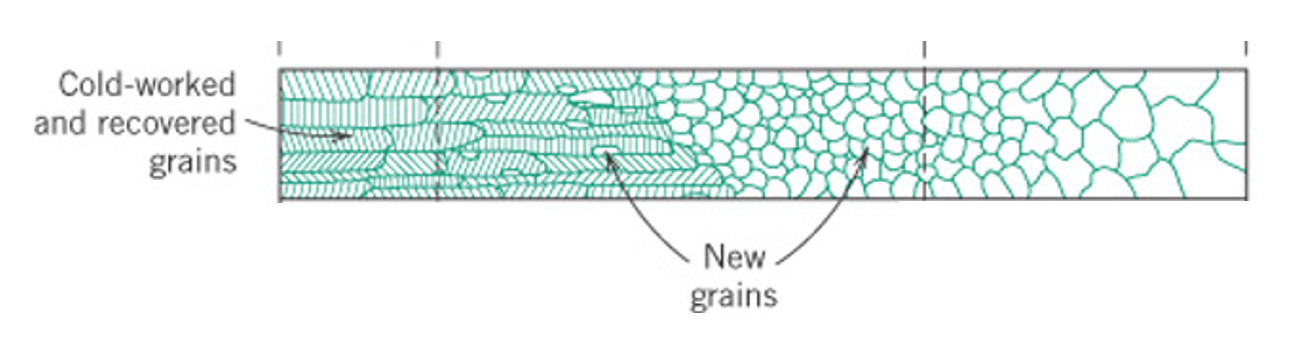 Cold-worked
and recovered
grains
New
grains